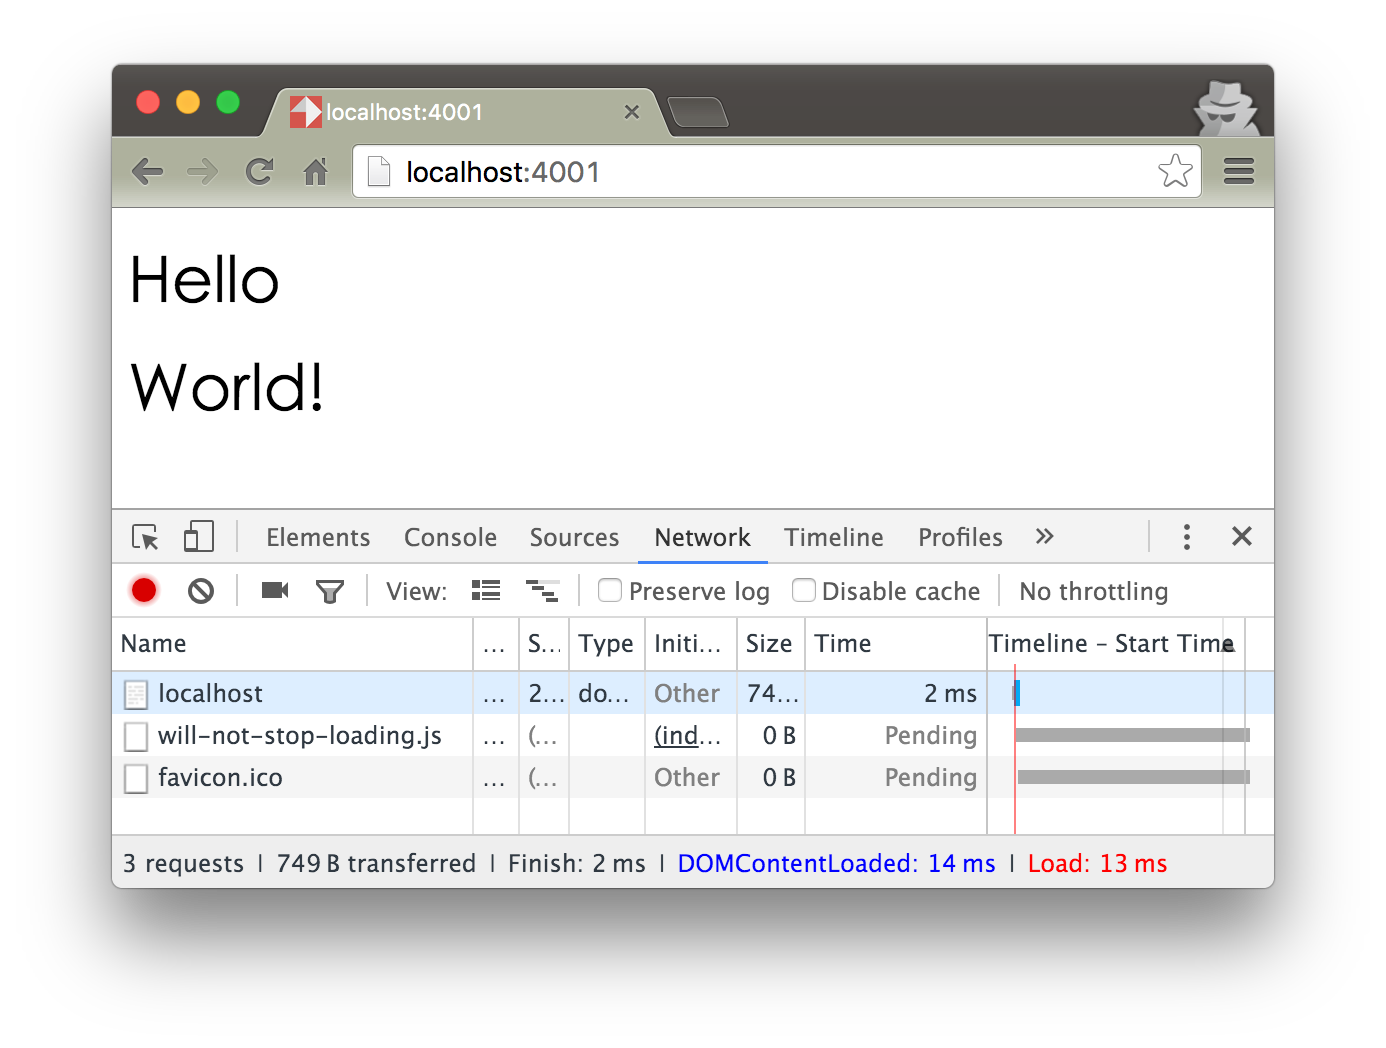 localhost:4001
localhost:4001
Hello
World!
Elements Console Sources Network Timeline Profiles »
View: Preserve log Disable cache No throttling
Name ... S... Type Initi... Size Time Timeline – Start Time
localhost ... 2... do... Other 74... 2 ms
will-not-stop-loading.js ... (... (ind... 0 B Pending
favicon.ico ... (... Other 0 B Pending
3 requests | 749 B transferred | Finish: 2 ms | DOMContentLoaded: 14 ms | Load: 13 ms